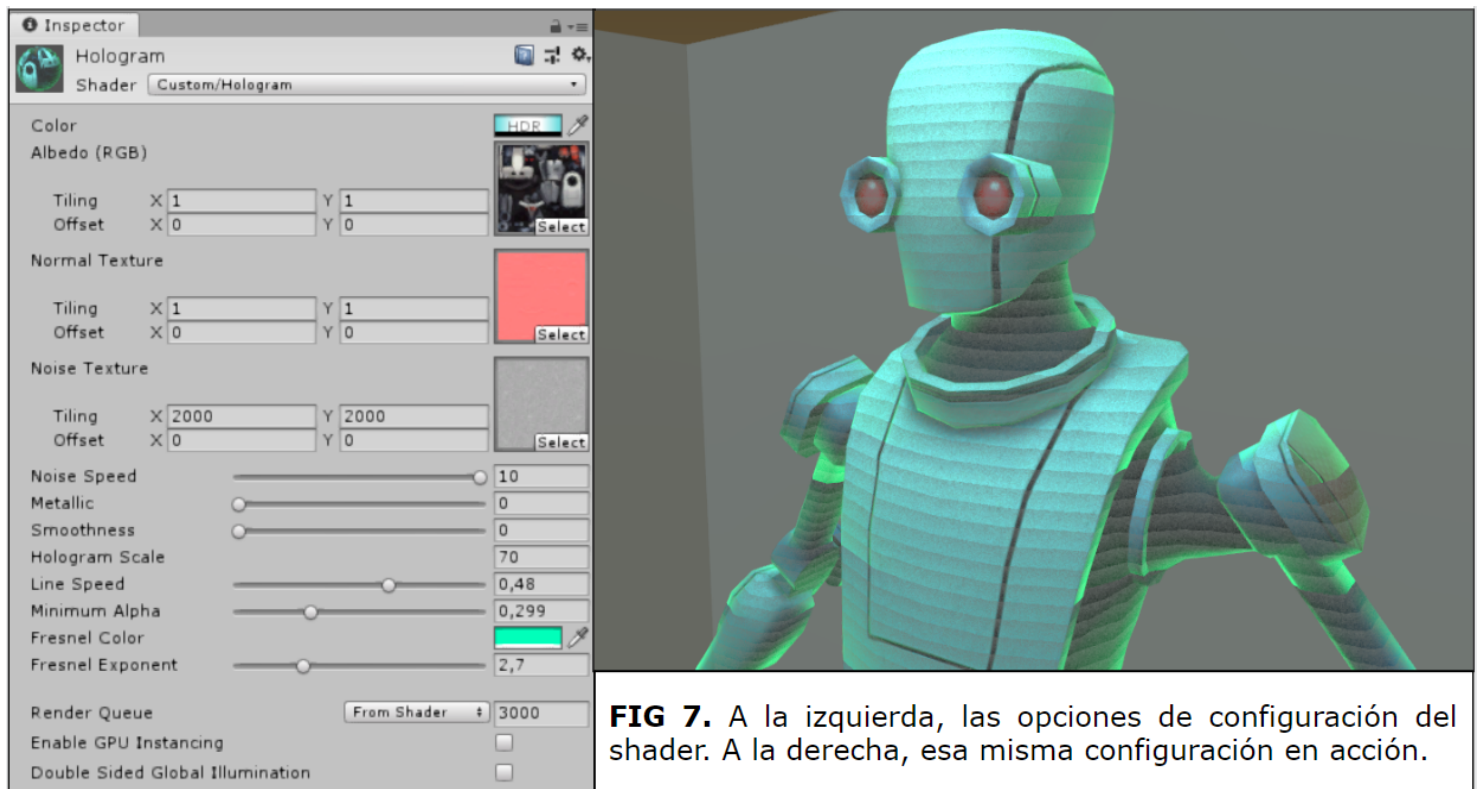 Inspector
Hologram
Shader Custom/Hologram
Color HDR
Albedo (RGB)
Tiling X 1 Y 1
Offset X 0 Y 0
Select
Normal Texture
Tiling X 1 Y 1
Offset X 0 Y 0
Select
Noise Texture
Tiling X 2000 Y 2000
Offset X 0 Y 0
Select
Noise Speed 10
Metallic 0
Smoothness 0
Hologram Scale 70
Line Speed 0,48
Minimum Alpha 0,299
Fresnel Color
Fresnel Exponent 2,7
Render Queue From Shader 3000
Enable GPU Instancing
Double Sided Global Illumination
FIG 7. A la izquierda, las opciones de configuración del
shader. A la derecha, esa misma configuración en acción.